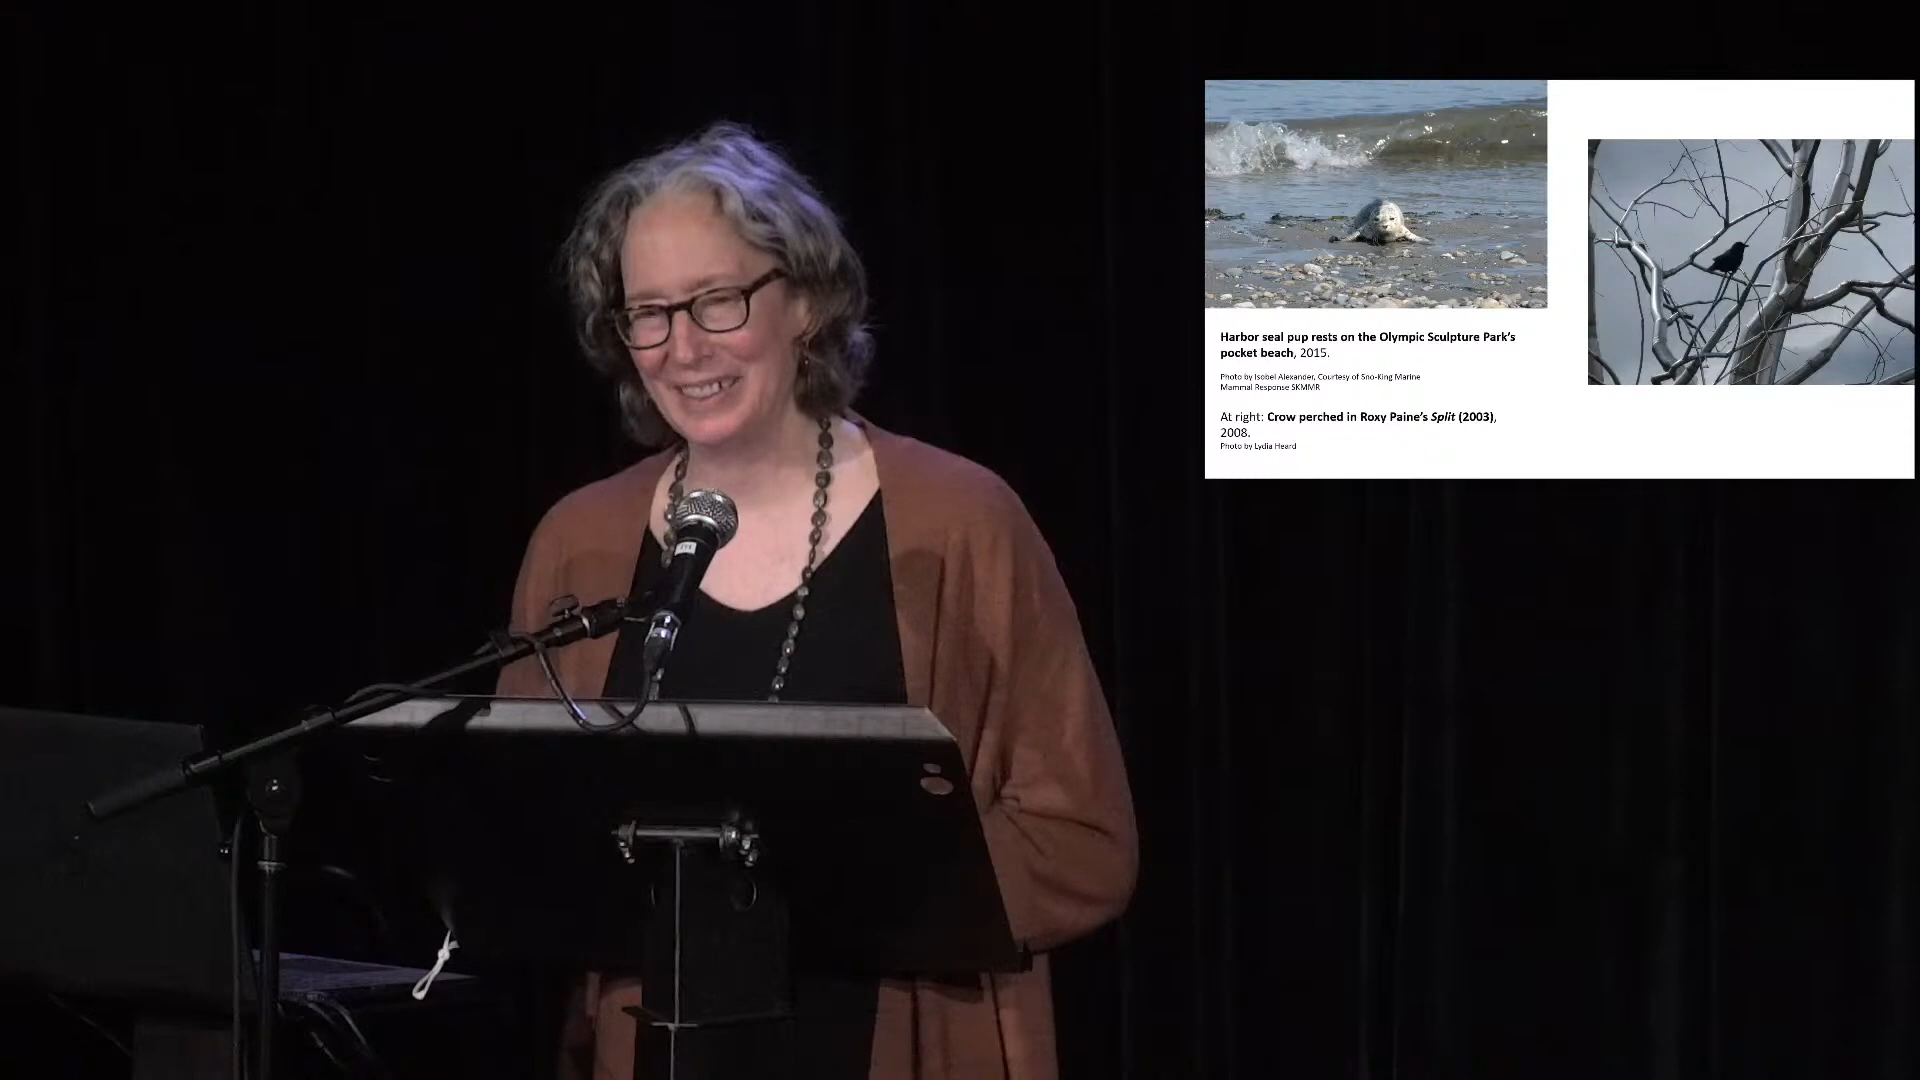 Harbor seal pup rests on the Olympic Sculpture Park's
pocket beach, 2015.
Photo by Isobel Alexander, Courtesy of Sno-King Marine
Mammal Response SKMMR
At right: Crow perched in Roxy Paine's Split (2003),
2008.
Photo by Lydia Heard